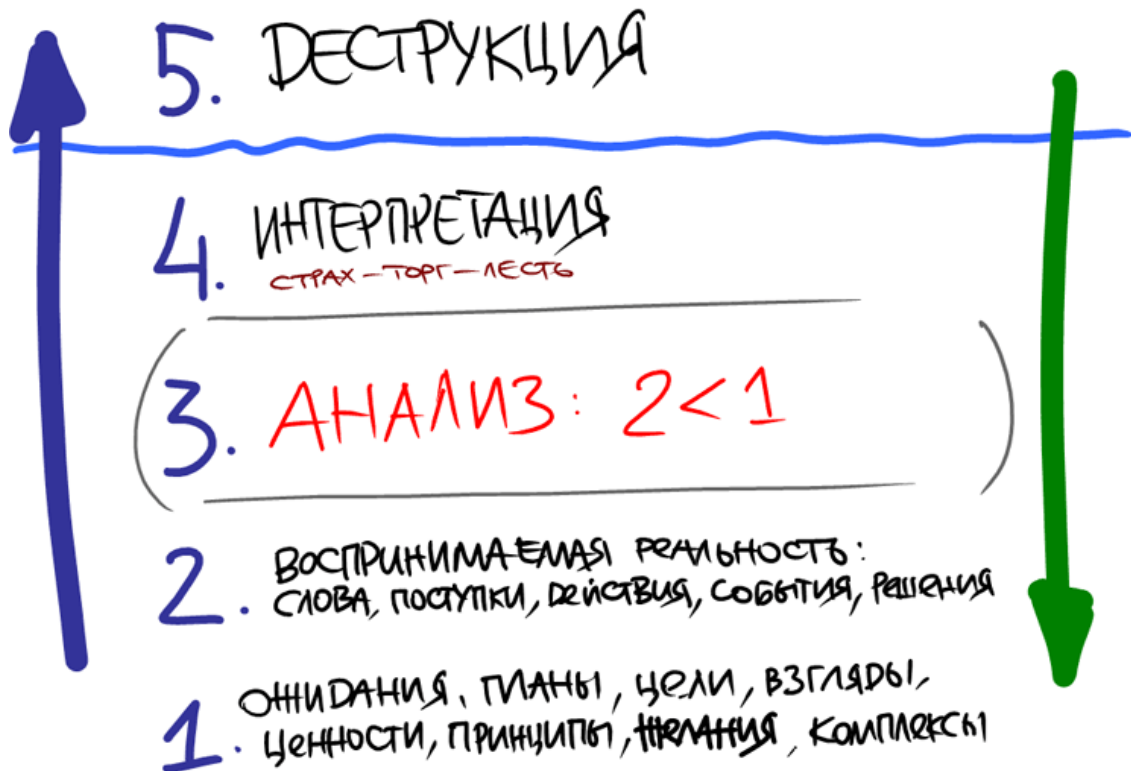 5. ДЕСТРУКЦИЯ
4. ИНТЕРПРЕТАЦИЯ
СТРАХ – ТОРГ – ЛЕСТЬ
3. АНАЛИЗ: 2<1
2. ВОСПРИНИМАЕМАЯ РЕАЛЬНОСТЬ:
СЛОВА, ПОСТУПКИ, ДЕЙСТВИЯ, СОБЫТИЯ, РЕШЕНИЯ
1. ОЖИДАНИЯ, ПЛАНЫ, ЦЕЛИ, ВЗГЛЯДЫ,
ЦЕННОСТИ, ПРИНЦИПЫ, ЖЕЛАНИЯ, КОМПЛЕКСЫ